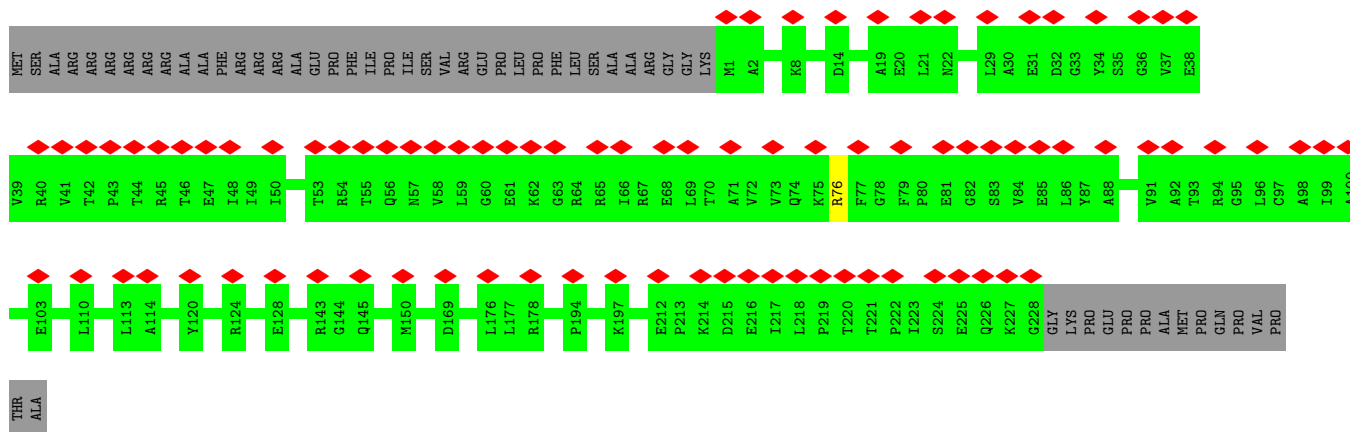 MET SER ALA ARG ARG ARG ARG ARG ARG ALA ALA PHE ARG ARG ARG ALA GLU PRO PHE ILE PRO ILE SER VAL ARG GLU PRO LEU PRO PHE LEU SER ALA ALA ARG GLY GLY LYS M1 A2 K8 D14 A19 E20 L21 N22 L29 A30 E31 D32 G33 Y34 S35 G36 V37 E38
V39 R40 V41 T42 P43 T44 R45 T46 E47 I48 I49 I50 T53 R54 T55 Q56 N57 V58 L59 G60 E61 K62 G63 R64 R65 I66 R67 E68 L69 T70 A71 V72 V73 Q74 K75 R76 F77 G78 F79 P80 E81 G82 S83 V84 E85 L86 Y87 A88 V91 A92 T93 R94 G95 L96 C97 A98 I99 A100
E103 L110 L113 A114 Y120 R124 E128 R143 G144 Q145 M150 D169 L176 L177 R178 P194 K197 E212 P213 K214 D215 E216 I217 L218 P219 T220 T221 P222 I223 S224 E225 Q226 K227 G228 GLY LYS PRO GLU PRO PRO ALA MET PRO GLN PRO VAL PRO
THR ALA